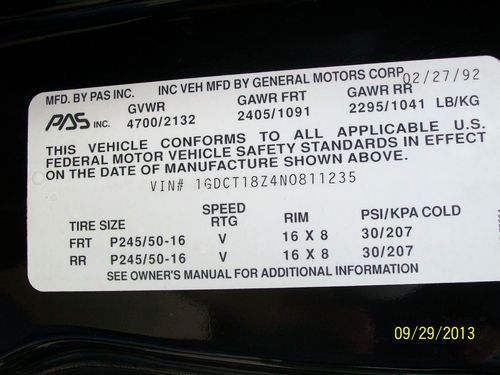 MFD. BY PAS INC. INC VEH MFD BY GENERAL MOTORS CORP 02/27/92
PAS INC. GVWR GAWR FRT GAWR RR
4700/2132 2405/1091 2295/1041 LB/KG
THIS VEHICLE CONFORMS TO ALL APPLICABLE U.S.
FEDERAL MOTOR VEHICLE SAFETY STANDARDS IN EFFECT
ON THE DATE OF MANUFACTURE SHOWN ABOVE.
VIN# 1GDCT18Z4N0811235
TIRE SIZE SPEED RTG RIM PSI/KPA COLD
FRT P245/50-16 V 16 X 8 30/207
RR P245/50-16 V 16 X 8 30/207
SEE OWNER'S MANUAL FOR ADDITIONAL INFORMATION
09/29/2013